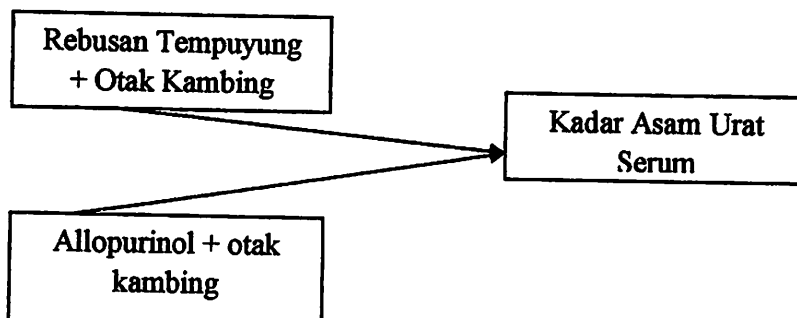 Rebusan Tempuyung
+ Otak Kambing
Kadar Asam Urat
Serum
Allopurinol + otak
kambing